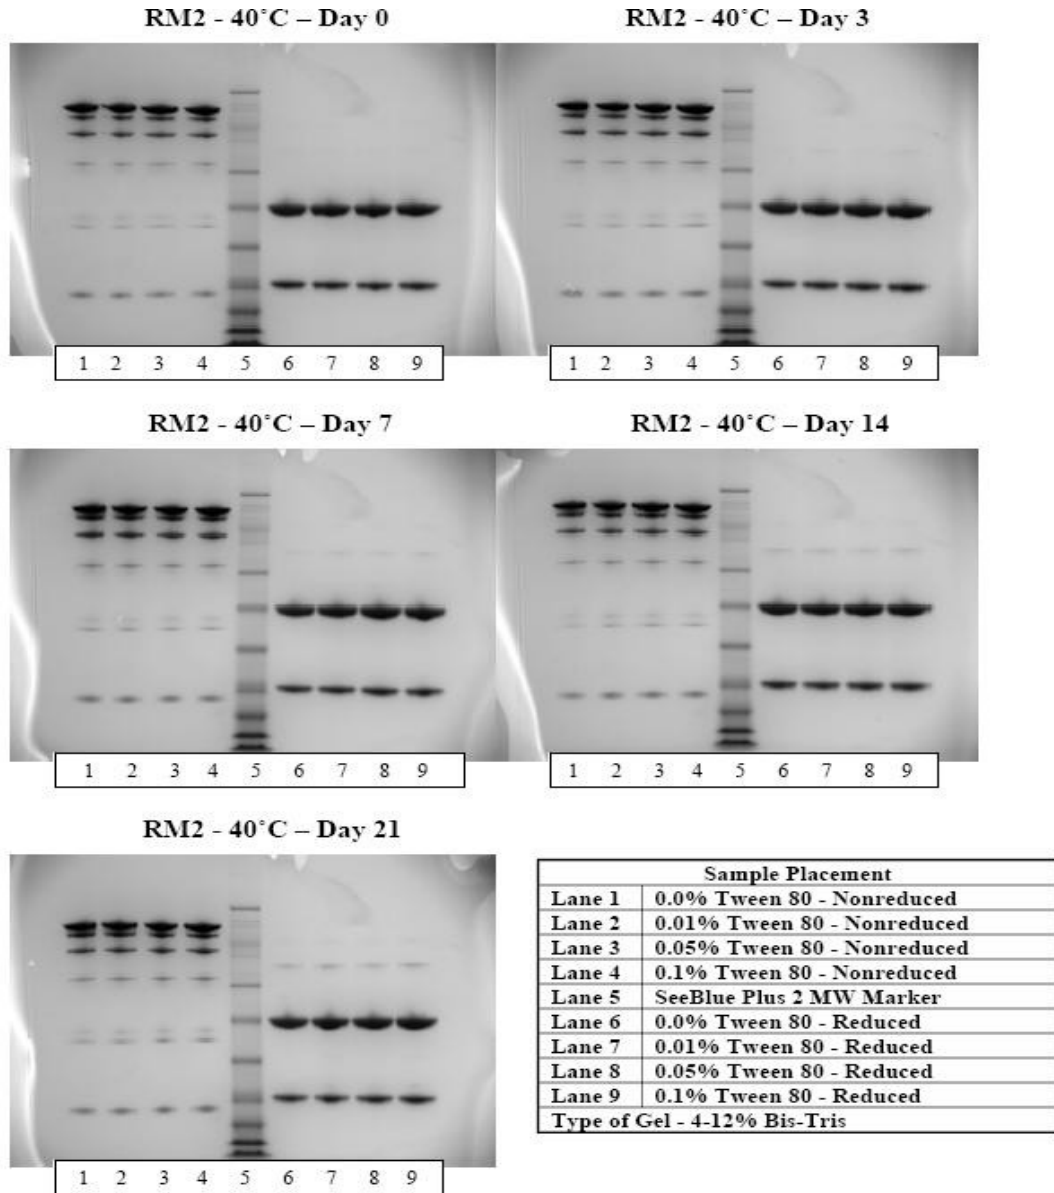 RM2 - 40˚C – Day 0
1 2 3 4 5 6 7 8 9
RM2 - 40˚C – Day 3
1 2 3 4 5 6 7 8 9
RM2 - 40˚C – Day 7
1 2 3 4 5 6 7 8 9
RM2 - 40˚C – Day 14
1 2 3 4 5 6 7 8 9
RM2 - 40˚C – Day 21
1 2 3 4 5 6 7 8 9
Sample Placement
Lane 1 0.0% Tween 80 - Nonreduced
Lane 2 0.01% Tween 80 - Nonreduced
Lane 3 0.05% Tween 80 - Nonreduced
Lane 4 0.1% Tween 80 - Nonreduced
Lane 5 SeeBlue Plus 2 MW Marker
Lane 6 0.0% Tween 80 - Reduced
Lane 7 0.01% Tween 80 - Reduced
Lane 8 0.05% Tween 80 - Reduced
Lane 9 0.1% Tween 80 - Reduced
Type of Gel - 4-12% Bis-Tris